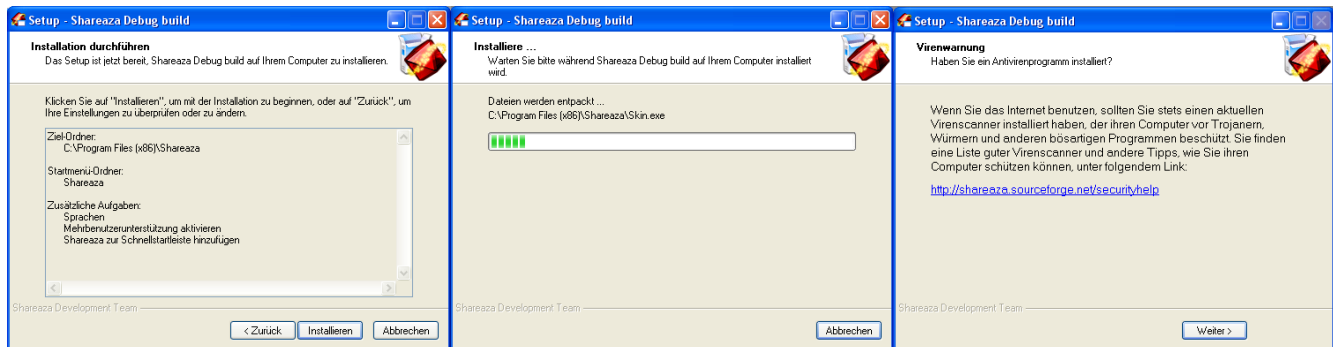 Setup - Shareaza Debug build
Installation durchführen
Das Setup ist jetzt bereit, Shareaza Debug build auf Ihrem Computer zu installieren.
Klicken Sie auf "Installieren", um mit der Installation zu beginnen, oder auf "Zurück", um
Ihre Einstellungen zu überprüfen oder zu ändern.
Ziel-Ordner:
C:\Program Files (x86)\Shareaza
Startmenü-Ordner:
Shareaza
Zusätzliche Aufgaben:
Sprachen
Mehrbenutzerunterstützung aktivieren
Shareaza zur Schnellstartleiste hinzufügen
Shareaza Development Team
< Zurück
Installieren
Abbrechen
Setup - Shareaza Debug build
Installiere ...
Warten Sie bitte während Shareaza Debug build auf Ihrem Computer installiert
wird.
Dateien werden entpackt ...
C:\Program Files (x86)\Shareaza\Skin.exe
Shareaza Development Team
Abbrechen
Setup - Shareaza Debug build
Virenwarnung
Haben Sie ein Antivirenprogramm installiert?
Wenn Sie das Internet benutzen, sollten Sie stets einen aktuellen
Virenscanner installiert haben, der ihren Computer vor Trojanern,
Würmern und anderen bösartigen Programmen beschützt. Sie finden
eine Liste guter Virenscanner und andere Tipps, wie Sie ihren
Computer schützen können, unter folgendem Link:
http://shareaza.sourceforge.net/securityhelp
Shareaza Development Team
Weiter >